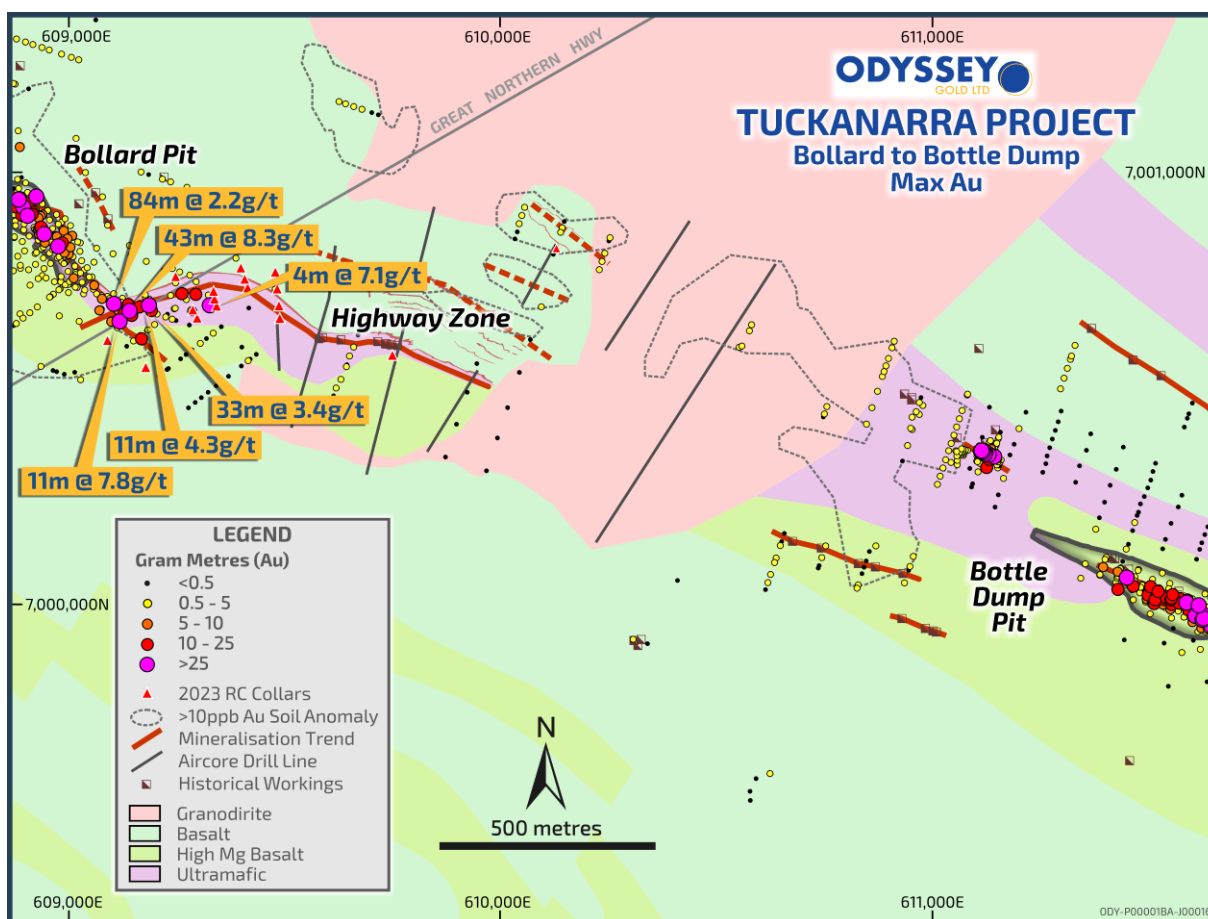 609,000E
610,000E
611,000E
ODYSSEY
GOLD LTD
TUCKANARRA PROJECT
Bollard to Bottle Dump
Max Au
GREAT NORTHERN HWY
7,001,000N
Bollard Pit
84m @ 2.2g/t
43m @ 8.3g/t
4m @ 7.1g/t
Highway Zone
33m @ 3.4g/t
11m @ 4.3g/t
11m @ 7.8g/t
LEGEND
Gram Metres (Au)
<0.5
0.5 - 5
5 - 10
10 - 25
>25
2023 RC Collars
>10ppb Au Soil Anomaly
Mineralisation Trend
Aircore Drill Line
Historical Workings
Granodirite
Basalt
High Mg Basalt
Ultramafic
7,000,000N
Bottle
Dump
Pit
N
500 metres
609,000E
610,000E
611,000E